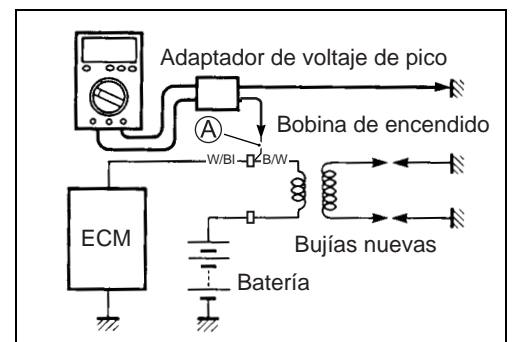 Adaptador de voltaje de pico
A
Bobina de encendido
W/Bl
B/W
ECM
Bujías nuevas
Batería